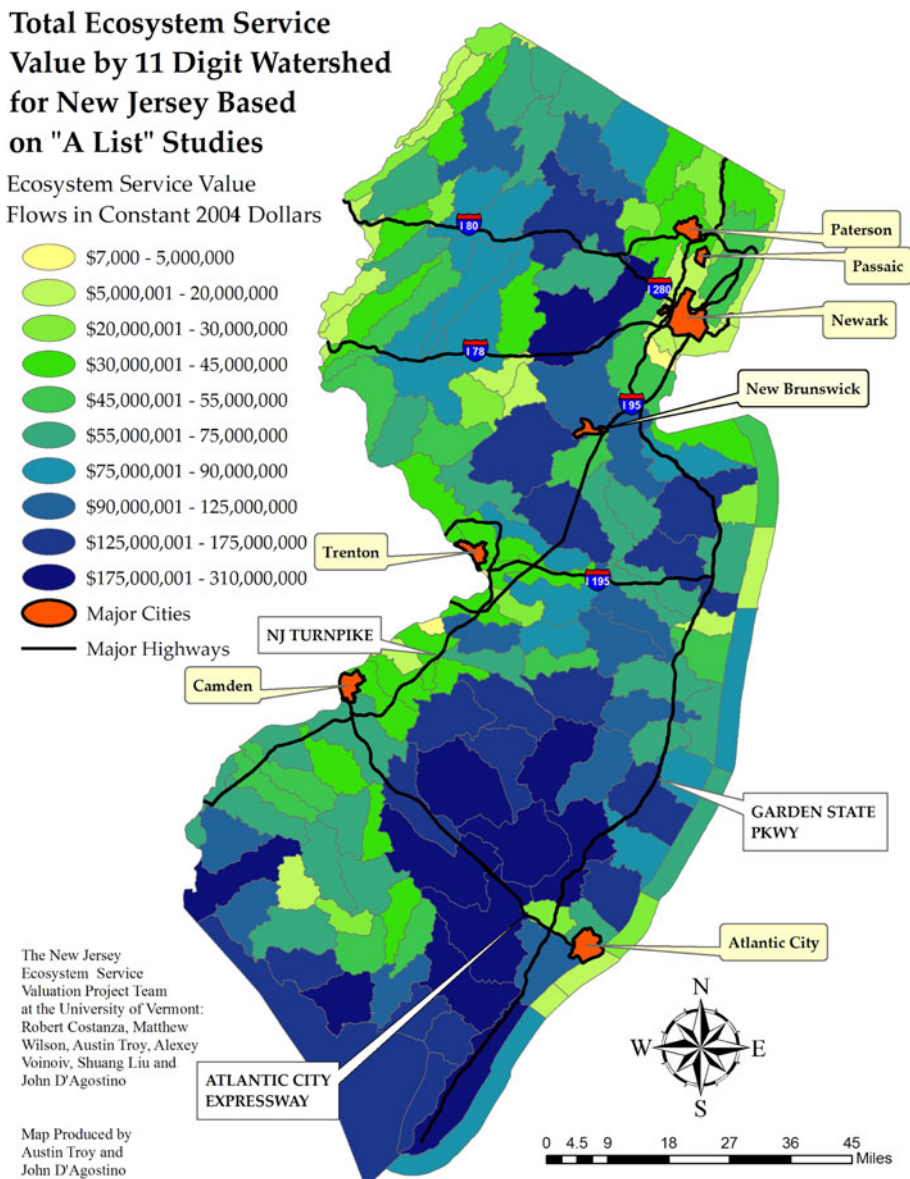 Total Ecosystem Service
Value by 11 Digit Watershed
for New Jersey Based
on "A List" Studies
Ecosystem Service Value
Flows in Constant 2004 Dollars
$7,000 - 5,000,000
$5,000,001 - 20,000,000
$20,000,001 - 30,000,000
$30,000,001 - 45,000,000
$45,000,001 - 55,000,000
$55,000,001 - 75,000,000
$75,000,001 - 90,000,000
$90,000,001 - 125,000,000
$125,000,001 - 175,000,000
$175,000,001 - 310,000,000
Major Cities
Major Highways
I 80
Paterson
Passaic
I 280
Newark
I 78
New Brunswick
I 95
Trenton
I 195
NJ TURNPIKE
Camden
GARDEN STATE
PKWY
Atlantic City
ATLANTIC CITY
EXPRESSWAY
The New Jersey
Ecosystem Service
Valuation Project Team
at the University of Vermont:
Robert Costanza, Matthew
Wilson, Austin Troy, Alexey
Voinoiv, Shuang Liu and
John D'Agostino
Map Produced by
Austin Troy and
John D'Agostino
N
W E
S
0 4.5 9 18 27 36 45
Miles